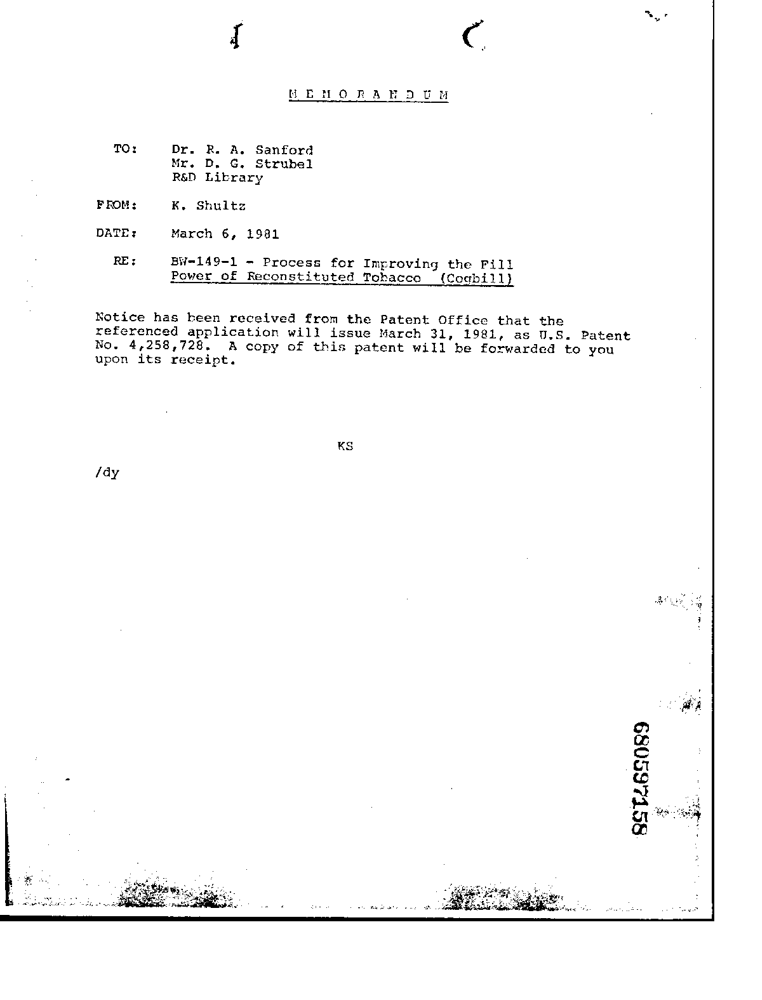 MEMORANDUM
TO: Dr. R. A. Sanford
Mr. D. G. Strubel
R&D Library
FROM: K. Shultz
DATE: March 6, 1981
RE: BW-149-1 - Process for Improving the Fill
Power of Reconstituted Tobacco (Cogbill)
Notice has been received from the Patent Office that the
referenced application will issue March 31, 1981, as U.S. Patent
No. 4,258,728. A copy of this patent will be forwarded to you
upon its receipt.
KS
/dy
680597158